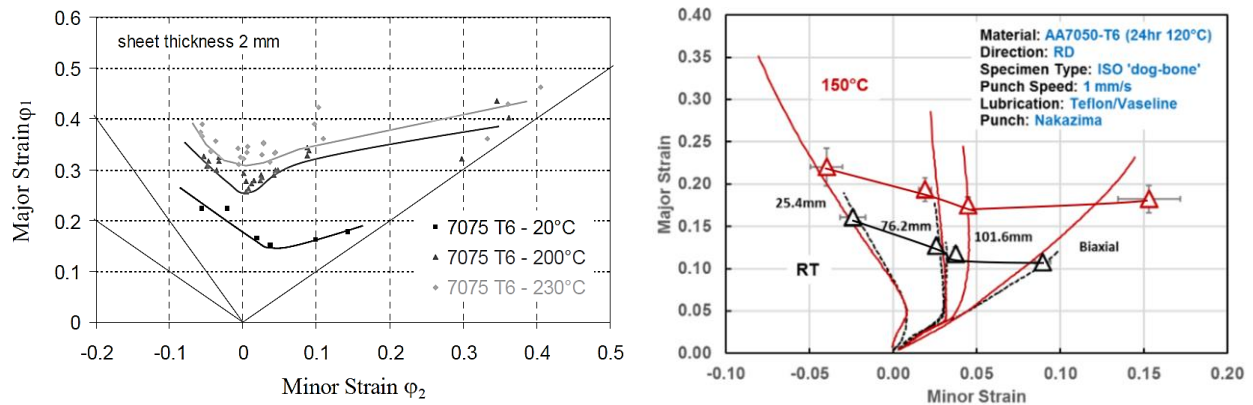 0.6
0.5
0.4
0.3
0.2
0.1
0
-0.2
-0.1
0
0.1
0.2
0.3
0.4
0.5
Major Strain φ1
Minor Strain φ2
sheet thickness 2 mm
7075 T6 - 20°C
7075 T6 - 200°C
7075 T6 - 230°C
0.40
0.35
0.30
0.25
0.20
0.15
0.10
0.05
0.00
-0.10
-0.05
0.00
0.05
0.10
0.15
0.20
Major Strain
Minor Strain
Material: AA7050-T6 (24hr 120°C)
Direction: RD
Specimen Type: ISO 'dog-bone'
Punch Speed: 1 mm/s
Lubrication: Teflon/Vaseline
Punch: Nakazima
150°C
25.4mm
76.2mm
101.6mm
Biaxial
RT